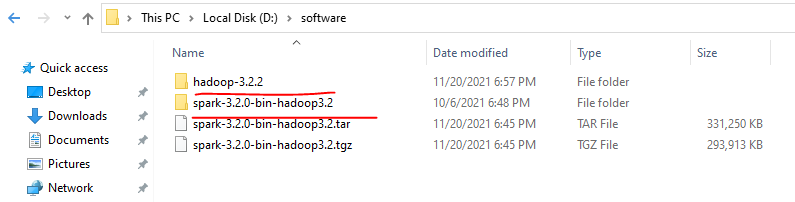 This PC > Local Disk (D:) > software
Name Date modified Type Size
Quick access
Desktop
Downloads
Documents
Pictures
Network
hadoop-3.2.2 11/20/2021 6:57 PM File folder
spark-3.2.0-bin-hadoop3.2 10/6/2021 6:48 PM File folder
spark-3.2.0-bin-hadoop3.2.tar 11/20/2021 6:45 PM TAR File 331,250 KB
spark-3.2.0-bin-hadoop3.2.tgz 11/20/2021 6:45 PM TGZ File 293,913 KB